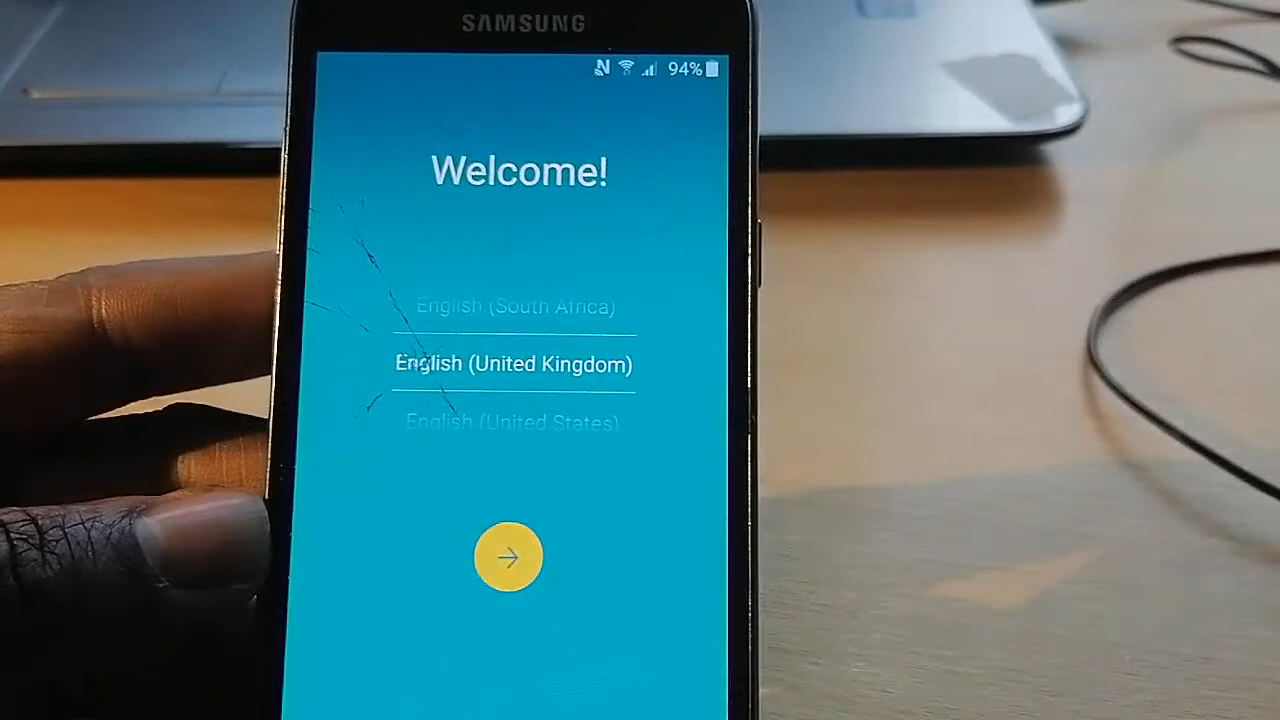 SAMSUNG
N 94%
Welcome!
English (South Africa)
English (United Kingdom)
English (United States)